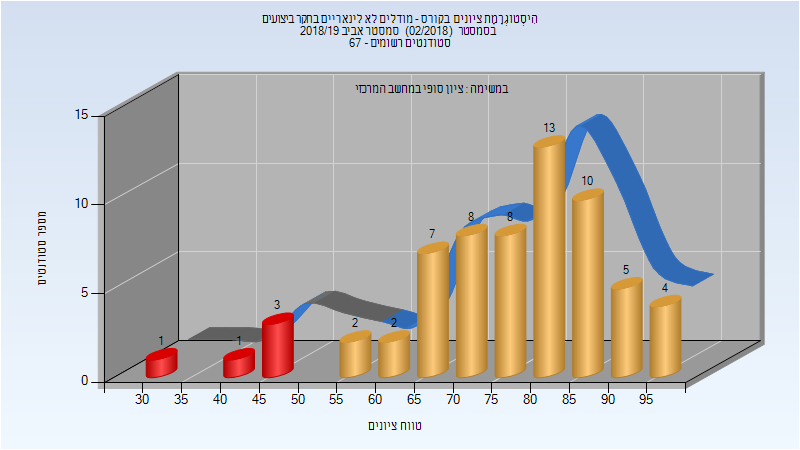 הִיסְטוֹגְרָמַת ציונים בקורס - מודלים לא לינאריים בחקר ביצועים
בסמסטר (02/2018) סמסטר אביב 2018/19
סטודנטים רשומים - 67
במשימה : ציון סופי במחשב המרכזי
מספר סטודנטים
15
10
5
0
1
1
3
2
2
7
8
8
13
10
5
4
30 35 40 45 50 55 60 65 70 75 80 85 90 95
טווח ציונים